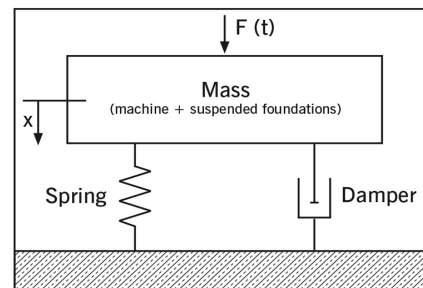 F (t)
Mass
(machine + suspended foundations)
x
Spring
Damper